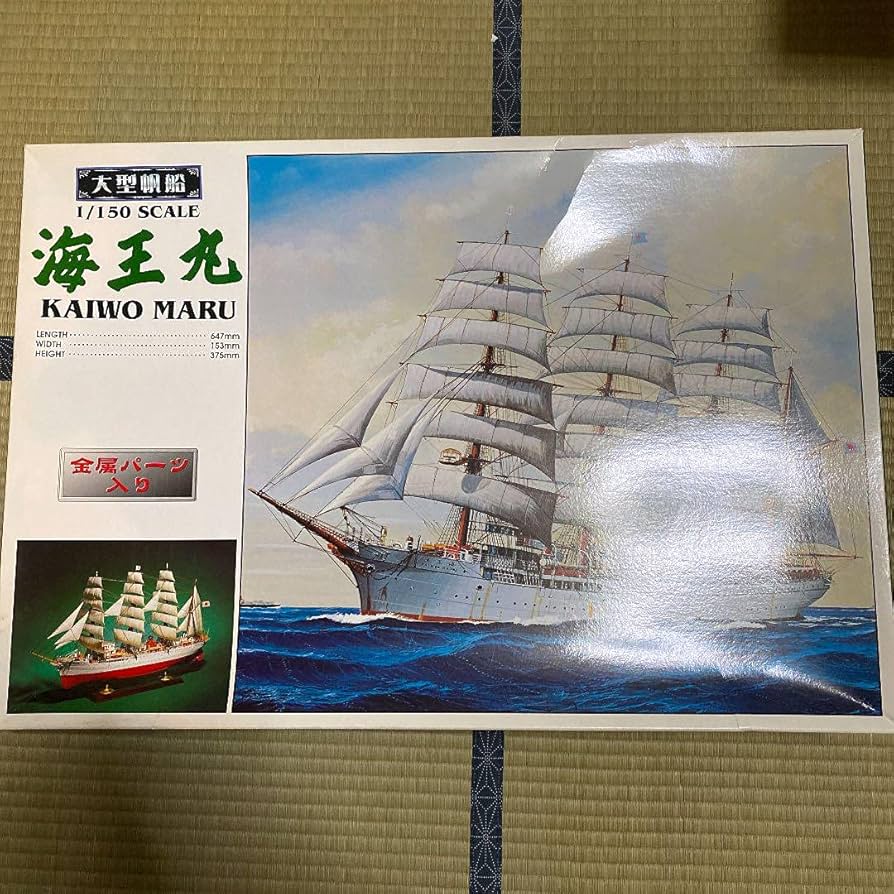 大型帆船
1/150 SCALE
海王丸
KAIWO MARU
LENGTH 647mm
WIDTH 153mm
HEIGHT 375mm
金属パーツ
入り